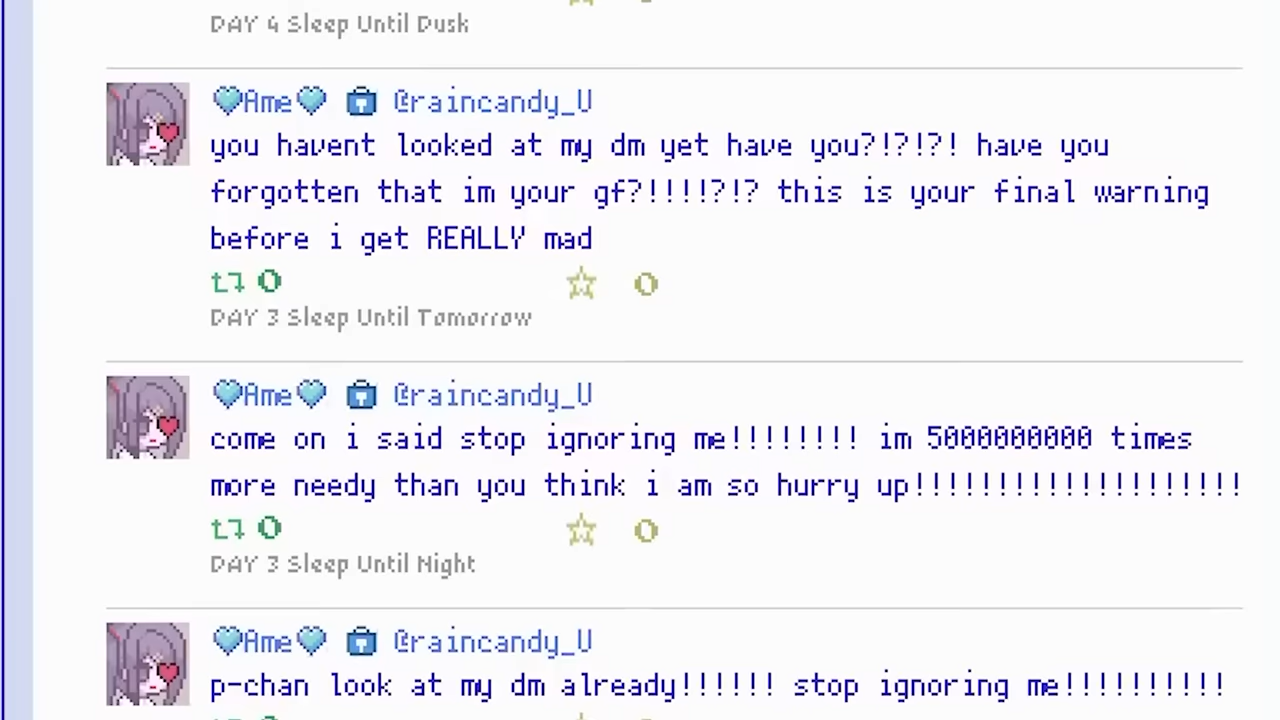 DAY 4 Sleep Until Dusk
🩵Ame🩵 🔒 @raincandy_U
you havent looked at my dm yet have you?!?!?! have you
forgotten that im your gf?!!!!?!? this is your final warning
before i get REALLY mad
0 0
DAY 3 Sleep Until Tomorrow
🩵Ame🩵 🔒 @raincandy_U
come on i said stop ignoring me!!!!!!!! im 5000000000 times
more needy than you think i am so hurry up!!!!!!!!!!!!!!!!!!!!
0 0
DAY 3 Sleep Until Night
🩵Ame🩵 🔒 @raincandy_U
p-chan look at my dm already!!!!!! stop ignoring me!!!!!!!!!!